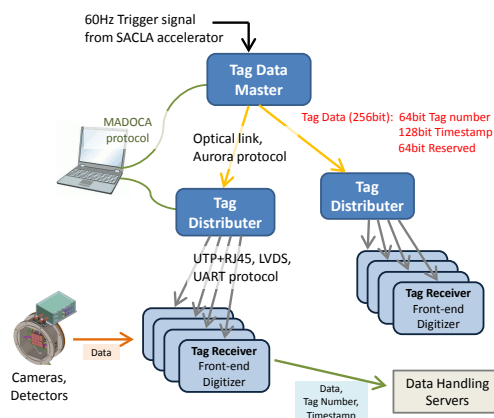 60Hz Trigger signal
from SACLA accelerator
Tag Data
Master
MADOCA
protocol
Optical link,
Aurora protocol
Tag Data (256bit): 64bit Tag number
128bit Timestamp
64bit Reserved
Tag
Distributer
Tag
Distributer
UTP+RJ45, LVDS,
UART protocol
Tag Receiver
Front-end
Digitizer
Data
Tag Receiver
Front-end
Digitizer
Cameras,
Detectors
Data,
Tag Number,
Timestamp
Data Handling
Servers